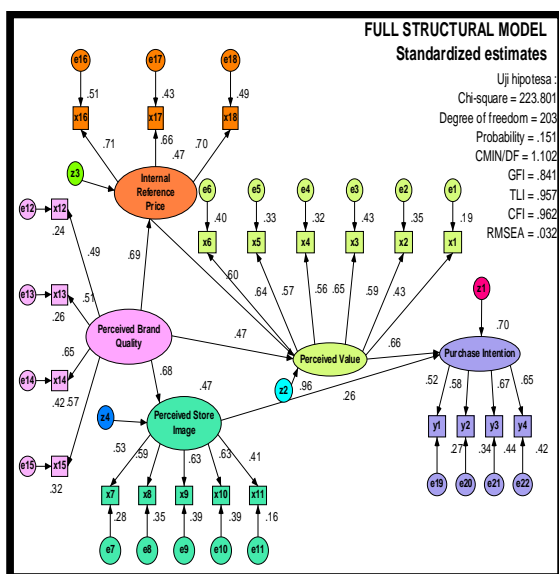 FULL STRUCTURAL MODEL
Standardized estimates
Uji hipotesa :
Chi-square = 223.801
Degree of freedom = 203
Probability = .151
CMIN/DF = 1.102
GFI = .841
TLI = .957
CFI = .962
RMSEA = .032
e16 e17 e18
.51 .43 .49
x16 x17 x18
.71 .66 .70
.47
z3
Internal
Reference
Price
e6 e5 e4 e3 e2 e1
.40 .33 .32 .43 .35 .19
x6 x5 x4 x3 x2 x1
.60 .64 .57 .56 .65 .59 .43
e12 x12
.24
.49
.69
e13 x13
.51
.26
.65
e14 x14
.42
.57
e15 x15
.32
Perceived Brand
Quality
.47
.68
Perceived Value
.66
z1
.70
Purchase Intention
z2
.96
.26
z4
.47
Perceived Store
Image
.53 .59 .63 .63 .41
x7 x8 x9 x10 x11
.28 .35 .39 .39 .16
e7 e8 e9 e10 e11
.52 .58 .67 .65
y1 y2 y3 y4
.27 .34 .44 .42
e19 e20 e21 e22